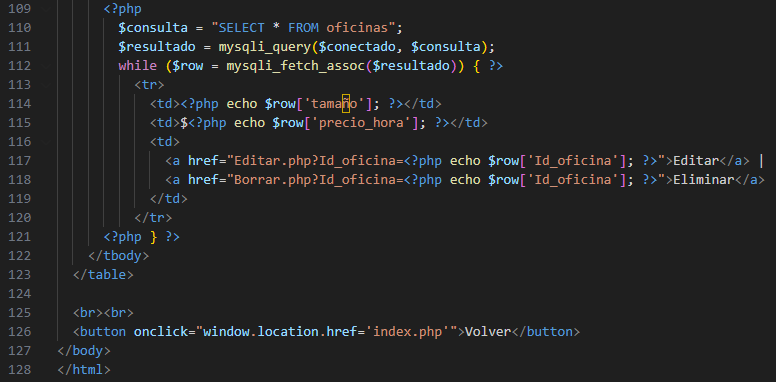 109 <?php
110 $consulta = "SELECT * FROM oficinas";
111 $resultado = mysqli_query($conectado, $consulta);
112 while ($row = mysqli_fetch_assoc($resultado)) { ?>
113 <tr>
114 <td><?php echo $row['tamaño']; ?></td>
115 <td>$<?php echo $row['precio_hora']; ?></td>
116 <td>
117 <a href="Editar.php?Id_oficina=<?php echo $row['Id_oficina']; ?>">Editar</a> |
118 <a href="Borrar.php?Id_oficina=<?php echo $row['Id_oficina']; ?>">Eliminar</a>
119 </td>
120 </tr>
121 <?php } ?>
122 </tbody>
123 </table>
124
125 <br><br>
126 <button onclick="window.location.href='index.php'">Volver</button>
127 </body>
128 </html>